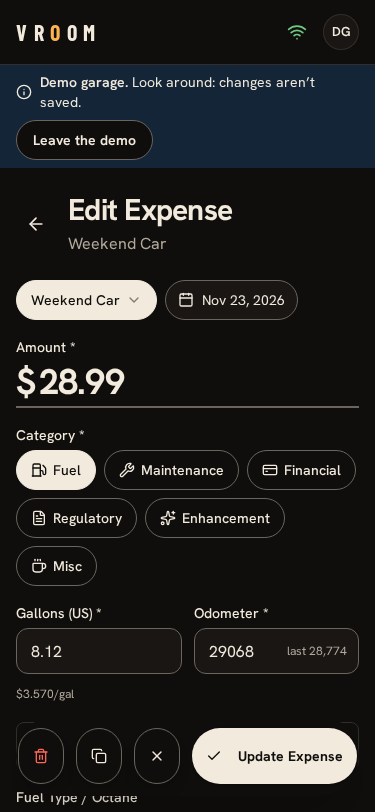 VROOM
DG
Demo garage. Look around: changes aren’t
saved.
Leave the demo
Edit Expense
Weekend Car
Weekend Car
Nov 23, 2026
Amount *
$28.99
Category *
Fuel
Maintenance
Financial
Regulatory
Enhancement
Misc
Gallons (US) *
Odometer *
8.12
29068
last 28,774
$3.570/gal
Update Expense
Fuel Type / Octane